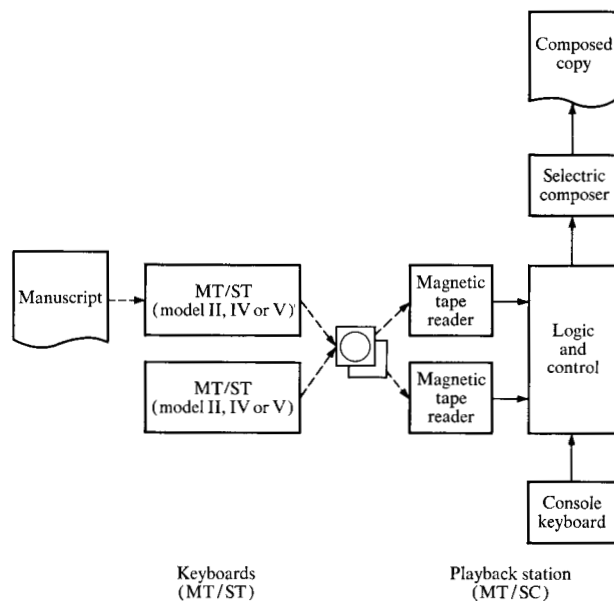 Composed
copy
Selectric
composer
Manuscript
MT/ST
(model II, IV or V)
MT/ST
(model II, IV or V)
Magnetic
tape
reader
Magnetic
tape
reader
Logic
and
control
Console
keyboard
Keyboards
(MT/ST)
Playback station
(MT/SC)